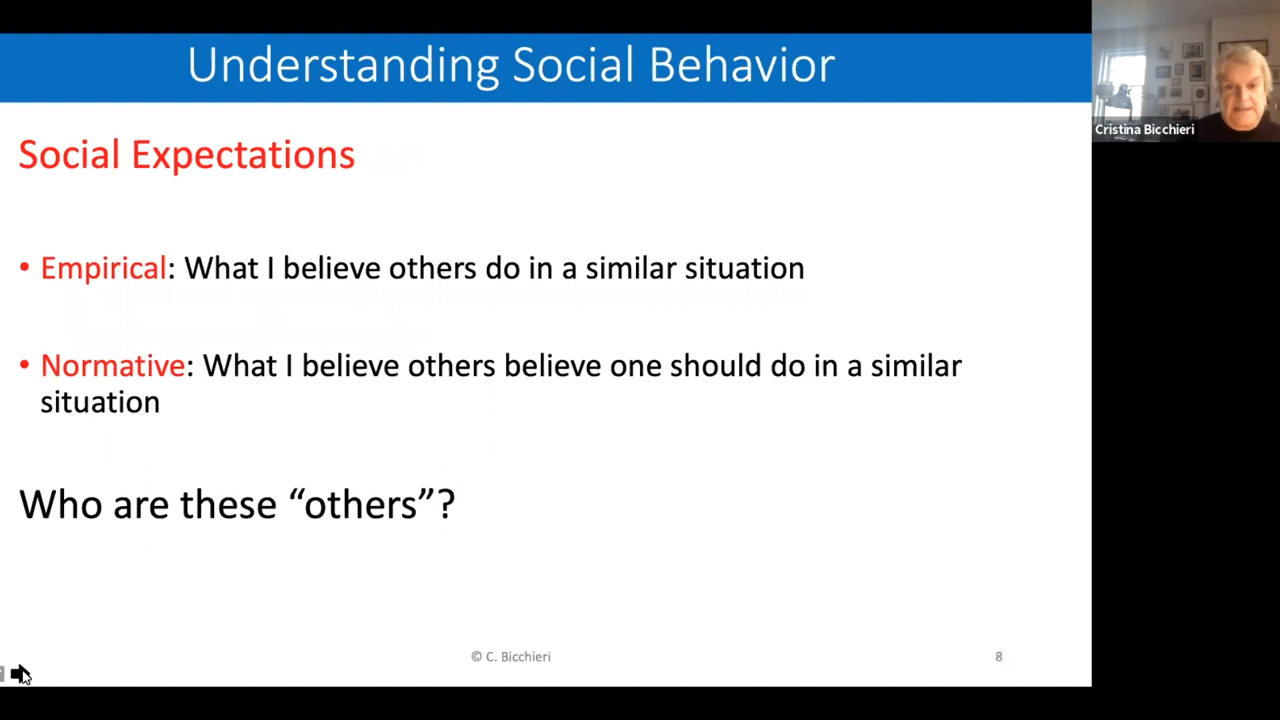 Understanding Social Behavior
Cristina Bicchieri
Social Expectations
• Empirical: What I believe others do in a similar situation
• Normative: What I believe others believe one should do in a similar
situation
Who are these “others”?
© C. Bicchieri
8